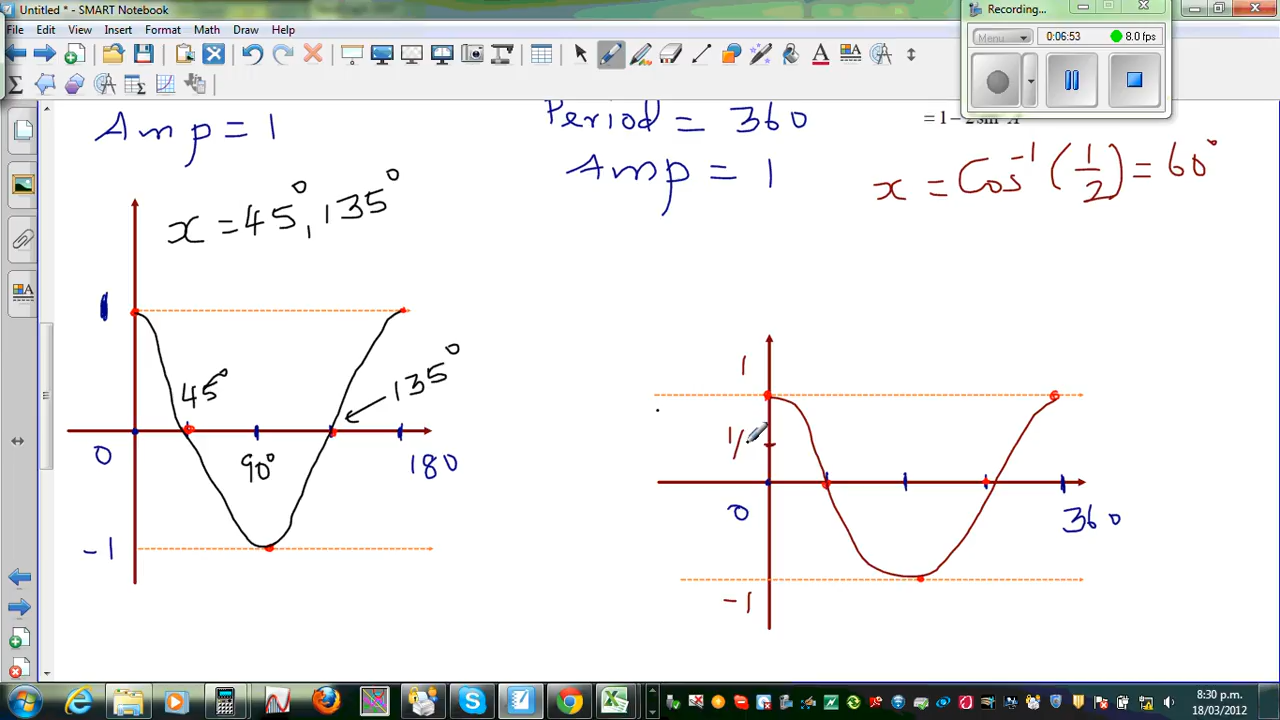 Untitled * - SMART Notebook
File Edit View Insert Format Math Draw Help
Recording...
Menu 0:06:53 8.0 fps
Amp = 1
Period = 360
Amp = 1
x = Cos⁻¹ (1/2) = 60°
x = 45°, 135°
1
45°
135°
0
90°
180
-1
1
1/
0
360
-1
8:30 p.m.
18/03/2012